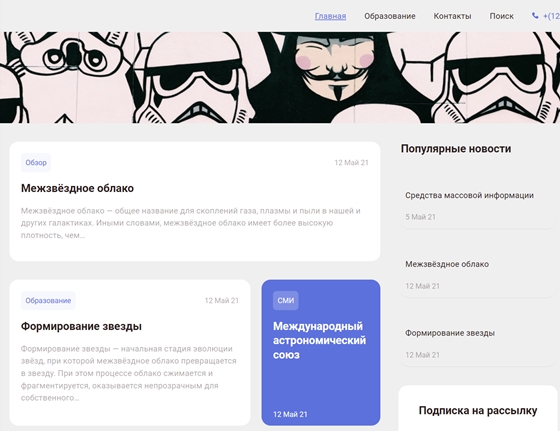 Главная Образование Контакты Поиск +(12
Обзор 12 Май 21
Межзвёздное облако
Межзвёздное облако — общее название для скоплений газа, плазмы и пыли в нашей и
других галактиках. Иными словами, межзвёздное облако имеет более высокую
плотность, чем...
Образование 12 Май 21
Формирование звезды
Формирование звезды — начальная стадия эволюции
звёзд, при которой межзвёздное облако превращается
в звезду. При этом процессе облако сжимается и
фрагментируется, оказывается непрозрачным для
собственного...
СМИ
Международный
астрономический
союз
12 Май 21
Популярные новости
Средства массовой информации
5 Май 21
Межзвёздное облако
12 Май 21
Формирование звезды
12 Май 21
Подписка на рассылку